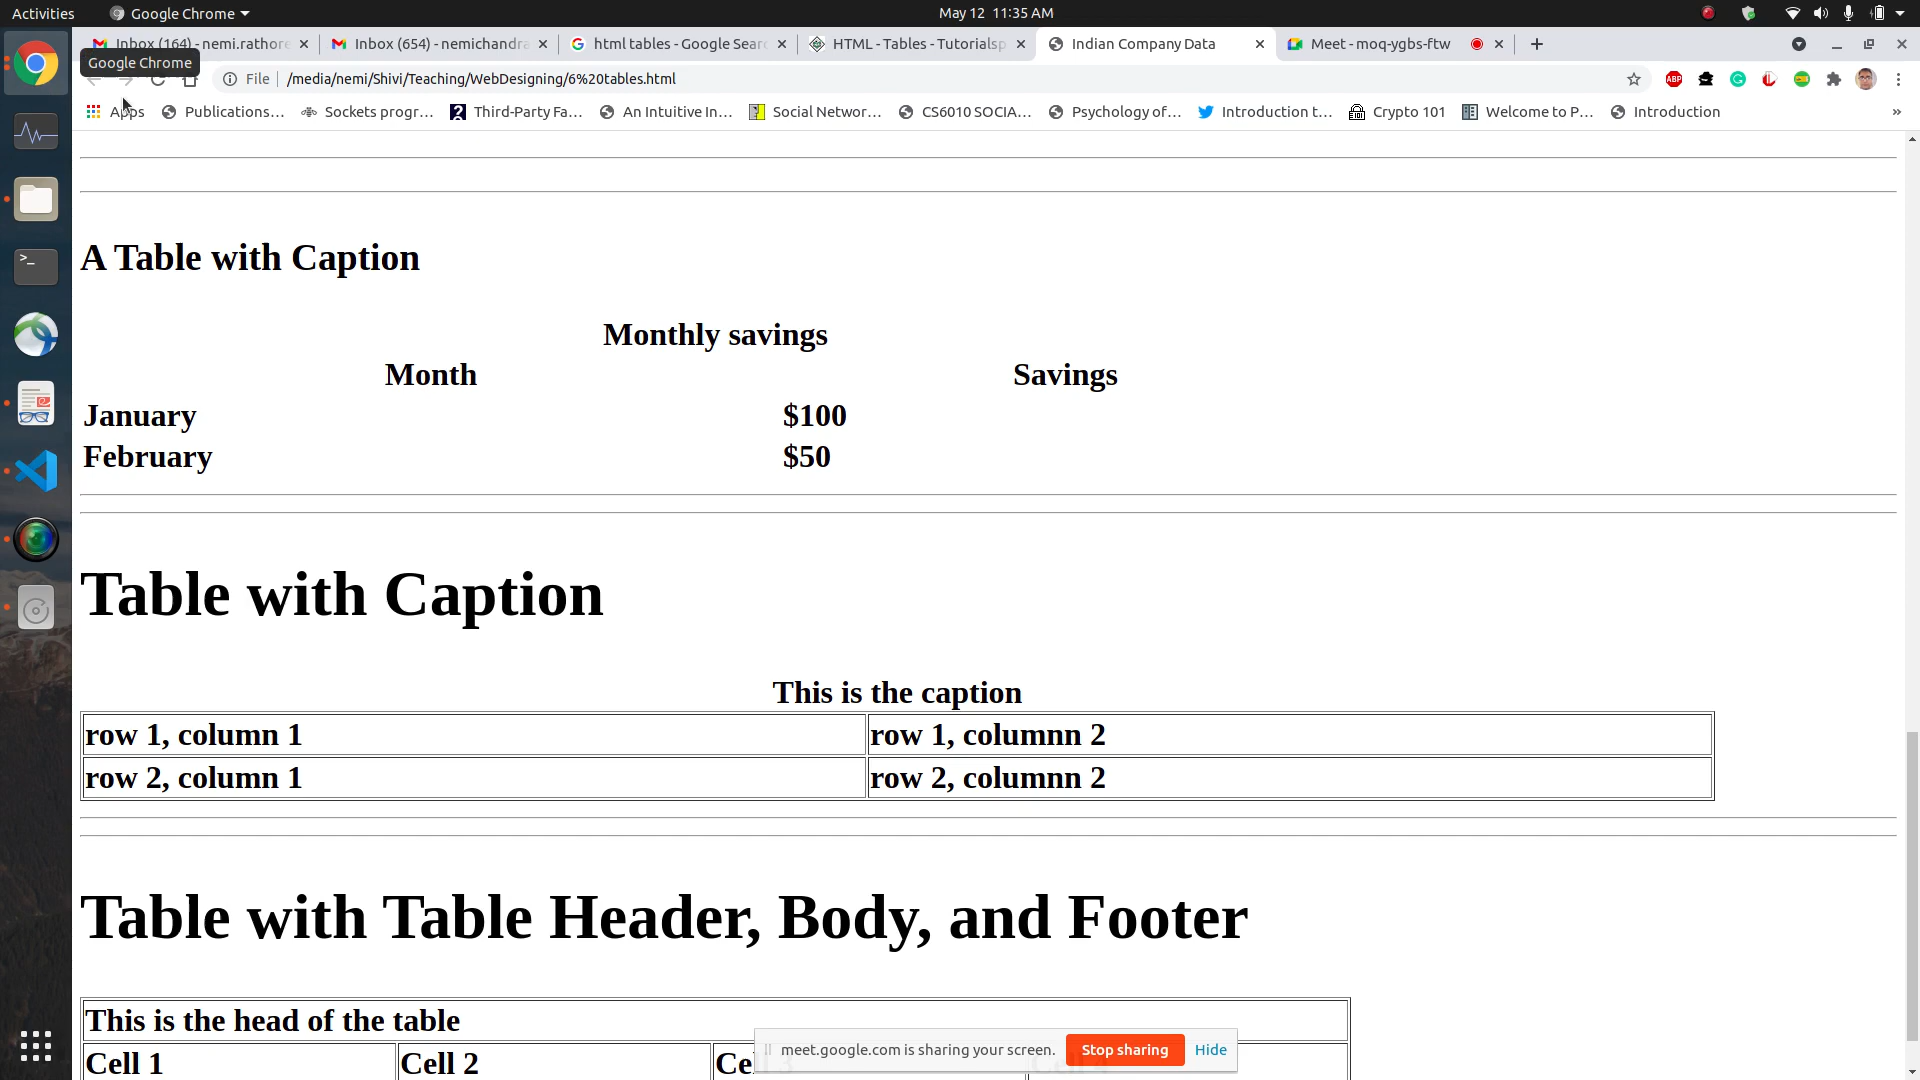 Activities Google Chrome May 12 11:35 AM
Inbox (164) - nemi.rathore Inbox (654) - nemichandra html tables - Google Sear HTML - Tables - Tutorialsp Indian Company Data Meet - moq-ygbs-ftw
Google Chrome
File /media/nemi/Shivi/Teaching/WebDesigning/6%20tables.html ABP
Apps Publications... Sockets progr... Third-Party Fa... An Intuitive In... Social Networ... CS6010 SOCIA... Psychology of... Introduction t... Crypto 101 Welcome to P... Introduction »
A Table with Caption
Monthly savings
Month Savings
January $100
February $50
Table with Caption
This is the caption
row 1, column 1 row 1, columnn 2
row 2, column 1 row 2, columnn 2
Table with Table Header, Body, and Footer
This is the head of the table
meet.google.com is sharing your screen. Stop sharing Hide
Cell 1 Cell 2